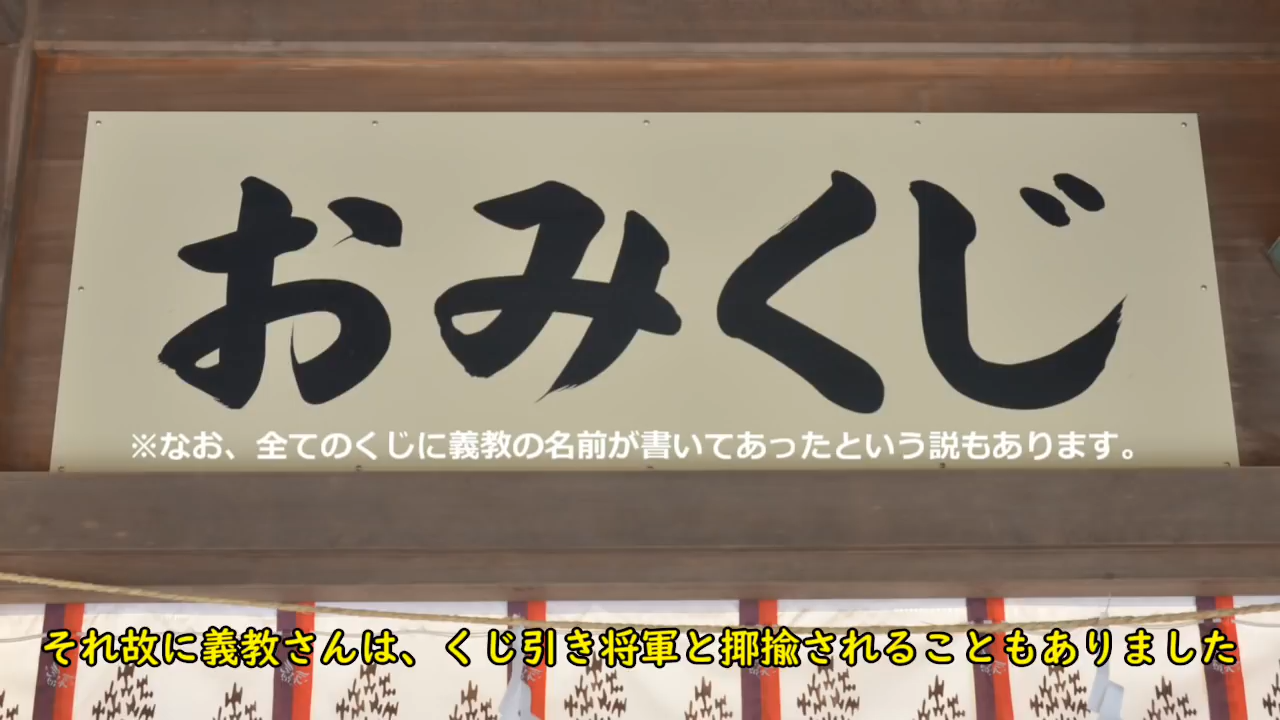 おみくじ
※なお、全てのくじに義教の名前が書いてあったという説もあります。
それ故に義教さんは、くじ引き将軍と揶揄されることもありました